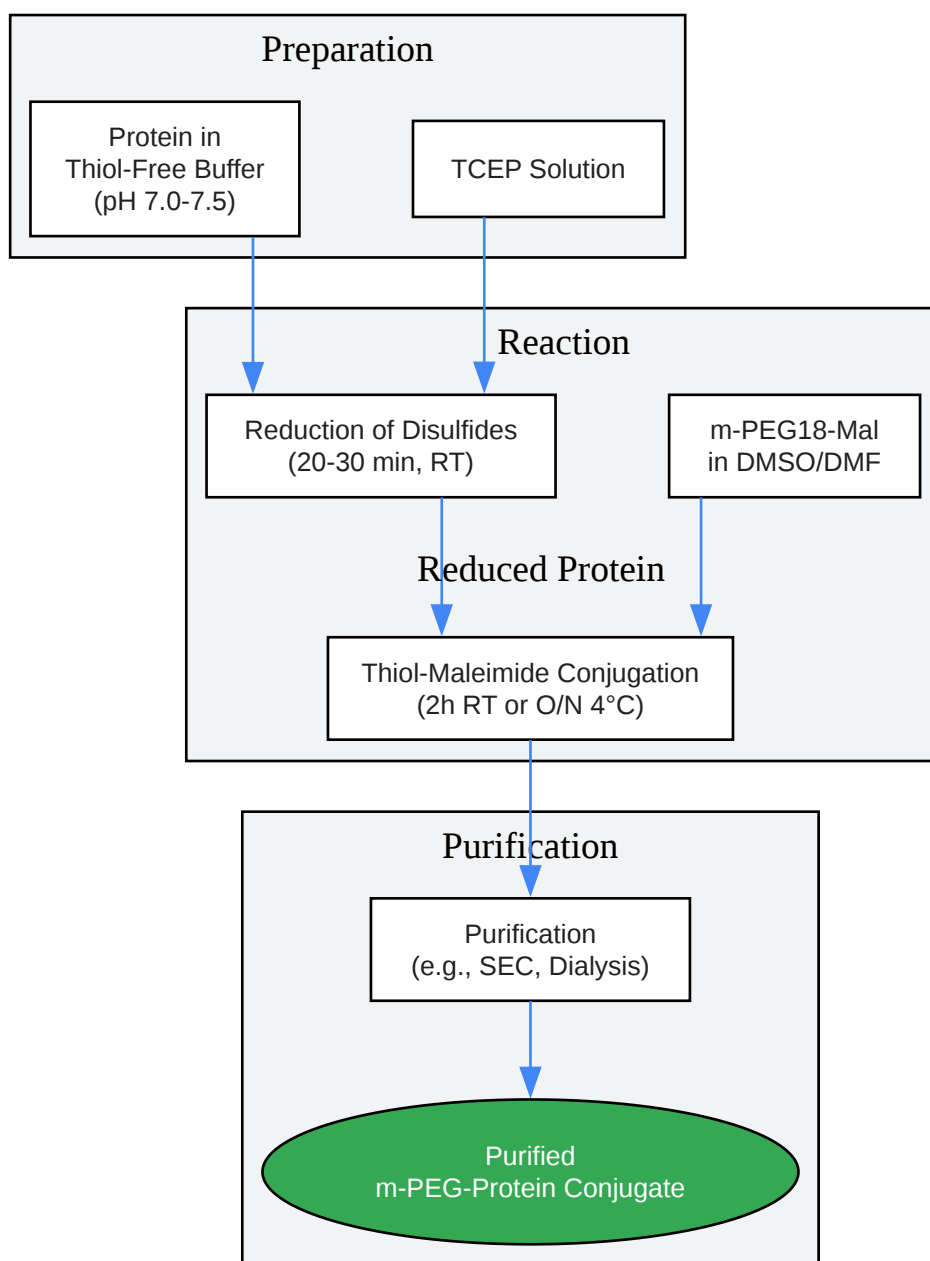 Preparation
Protein in
Thiol-Free Buffer
(pH 7.0-7.5)
TCEP Solution
Reaction
Reduction of Disulfides
(20-30 min, RT)
m-PEG18-Mal
in DMSO/DMF
Reduced Protein
Thiol-Maleimide Conjugation
(2h RT or O/N 4°C)
Purification
Purification
(e.g., SEC, Dialysis)
Purified
m-PEG-Protein Conjugate